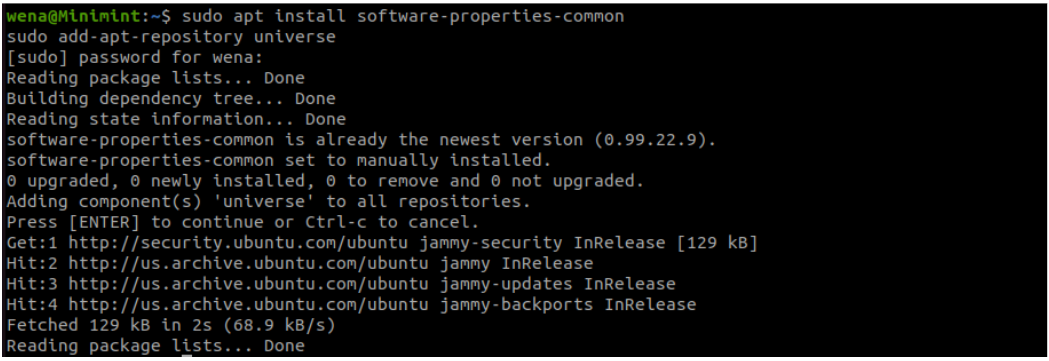 wena@Minimint:~$ sudo apt install software-properties-common
sudo add-apt-repository universe
[sudo] password for wena:
Reading package lists... Done
Building dependency tree... Done
Reading state information... Done
software-properties-common is already the newest version (0.99.22.9).
software-properties-common set to manually installed.
0 upgraded, 0 newly installed, 0 to remove and 0 not upgraded.
Adding component(s) 'universe' to all repositories.
Press [ENTER] to continue or Ctrl-c to cancel.
Get:1 http://security.ubuntu.com/ubuntu jammy-security InRelease [129 kB]
Hit:2 http://us.archive.ubuntu.com/ubuntu jammy InRelease
Hit:3 http://us.archive.ubuntu.com/ubuntu jammy-updates InRelease
Hit:4 http://us.archive.ubuntu.com/ubuntu jammy-backports InRelease
Fetched 129 kB in 2s (68.9 kB/s)
Reading package lists... Done